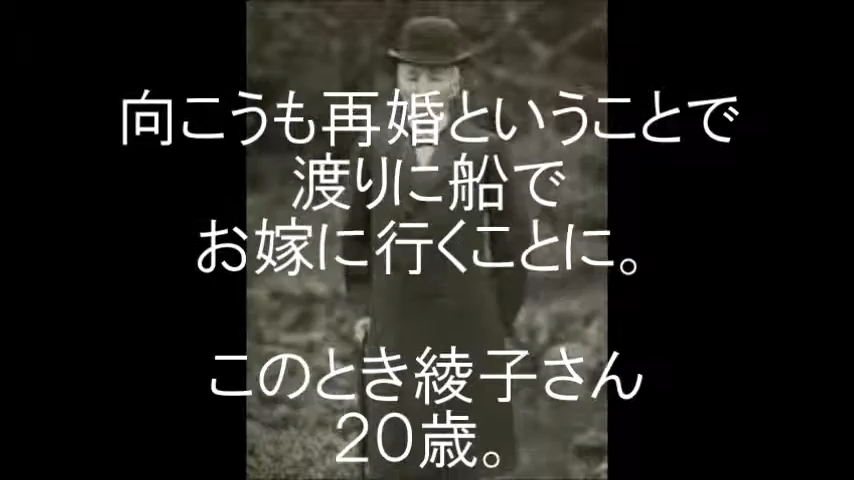 向こうも再婚ということで
渡りに船で
お嫁に行くことに。
このとき綾子さん
２０歳。